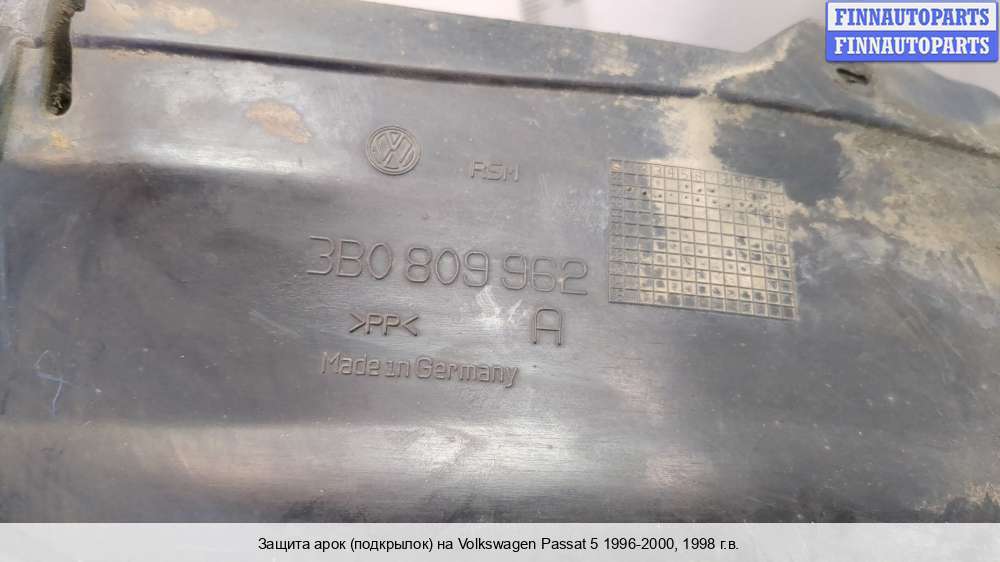 FINNAUTOPARTS
FINNAUTOPARTS
RSM
3B0 809 962
>PP< A
Made in Germany
Защита арок (подкрылок) на Volkswagen Passat 5 1996-2000, 1998 г.в.